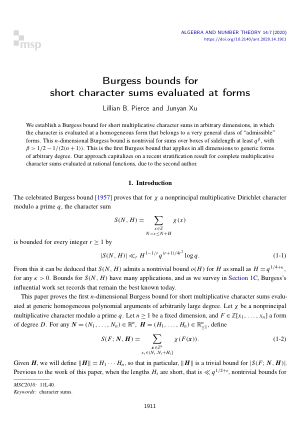 ALGEBRA AND NUMBER THEORY 14:7 (2020)
https://doi.org/10.2140/ant.2020.14.1911
msp
Burgess bounds for
short character sums evaluated at forms
Lillian B. Pierce and Junyan Xu
We establish a Burgess bound for short multiplicative character sums in arbitrary dimensions, in which
the character is evaluated at a homogeneous form that belongs to a very general class of “admissible”
forms. This n-dimensional Burgess bound is nontrivial for sums over boxes of sidelength at least q^β, with
β > 1/2 − 1/(2(n + 1)). This is the first Burgess bound that applies in all dimensions to generic forms
of arbitrary degree. Our approach capitalizes on a recent stratification result for complete multiplicative
character sums evaluated at rational functions, due to the second author.
1. Introduction
The celebrated Burgess bound [1957] proves that for χ a nonprincipal multiplicative Dirichlet character
modulo a prime q, the character sum
S(N, H) = ∑_{x∈ℤ, N<x≤N+H} χ(x)
is bounded for every integer r ≥ 1 by
|S(N, H)| ≪_r H^{1−1/r} q^{(r+1)/4r²} log q. (1-1)
From this it can be deduced that S(N, H) admits a nontrivial bound o(H) for H as small as H = q^{1/4+ε},
for any ε > 0. Bounds for S(N, H) have many applications, and as we survey in Section 1C, Burgess’s
influential work set records that remain the best known today.
This paper proves the first n-dimensional Burgess bound for short multiplicative character sums evalu-
ated at generic homogeneous polynomial arguments of arbitrarily large degree. Let χ be a nonprincipal
multiplicative character modulo a prime q. Let n ≥ 1 be a fixed dimension, and F ∈ ℤ[x₁, . . . , xₙ] a form
of degree D. For any N = (N₁, . . . , Nₙ) ∈ ℝⁿ, H = (H₁, . . . , Hₙ) ∈ ℝⁿ_{≥1}, define
S(F; N, H) = ∑_{x∈ℤⁿ, x_i∈(N_i,N_i+H_i]} χ(F(x)). (1-2)
Given H, we will define ‖H‖ = H₁ · · · Hₙ, so that in particular, ‖H‖ is a trivial bound for |S(F; N, H)|.
Previous to the work of this paper, when the lengths H_i are short, that is ≪ q^{1/2+ε}, nontrivial bounds for
MSC2010: 11L40.
Keywords: character sums
1911